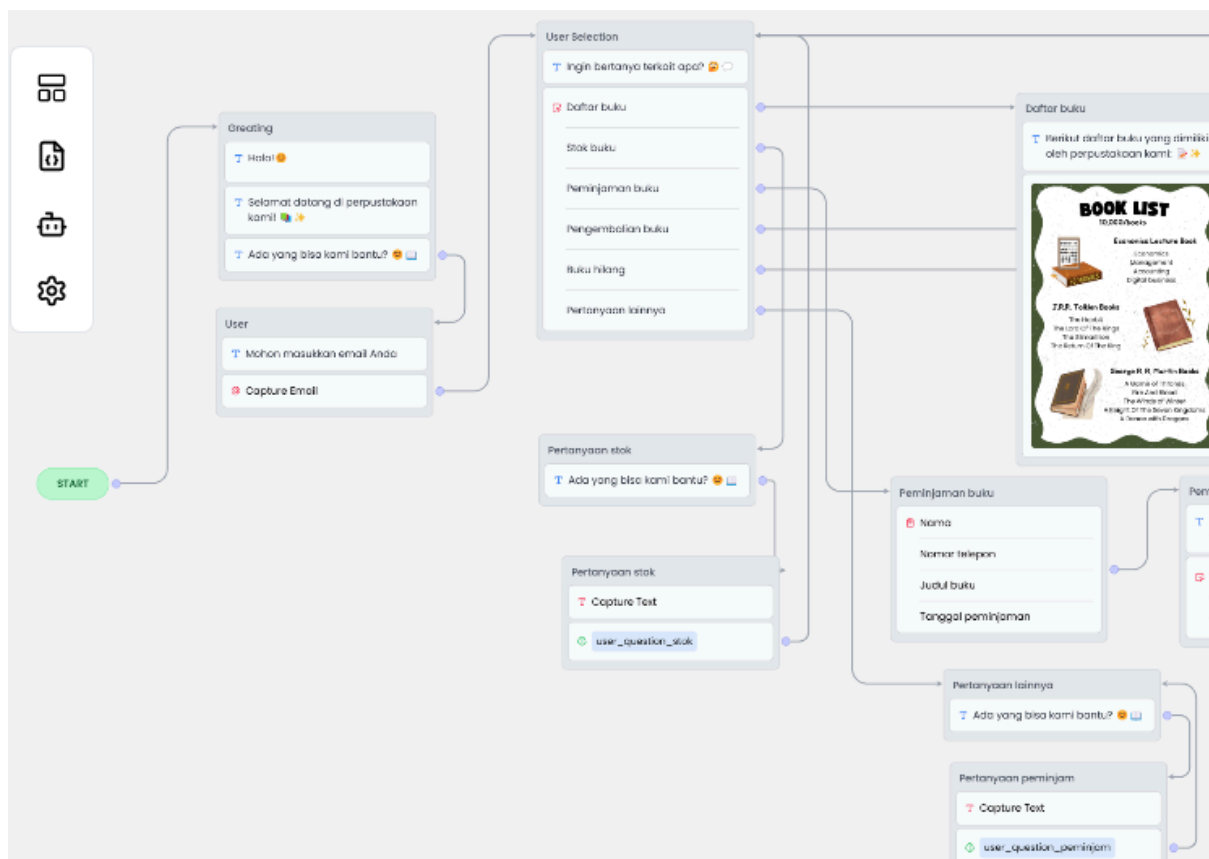 START
Greating
Halo!
Selamat datang di perpustakaan
kami!
Ada yang bisa kami bantu?
User
Mohon masukkan email Anda
Capture Email
User Selection
Ingin bertanya terkait apa?
Daftar buku
Stok buku
Peminjaman buku
Pengembalian buku
Buku hilang
Pertanyaan lainnya
Pertanyaan stok
Ada yang bisa kami bantu?
Pertanyaan stok
Capture Text
user_question_stok
Daftar buku
Berikut daftar buku yang dimiliki
oleh perpustakaan kami:
BOOK LIST
10,000/books
Economics Lecture Book
Economics
Management
Accounting
Digital business
J.R.R. Tolkien Books
The Hobbit
The Lord Of The Rings
The Silmarillion
The Return Of The King
George R. R. Martin Books
A Game of Thrones
Fire And Blood
The Winds of Winter
A Knight Of The Seven Kingdoms
A Dance with Dragons
Peminjaman buku
Nama
Nomor telepon
Judul buku
Tanggal peminjaman
Pem
Pertanyaan lainnya
Ada yang bisa kami bantu?
Pertanyaan peminjam
Capture Text
user_question_peminjam